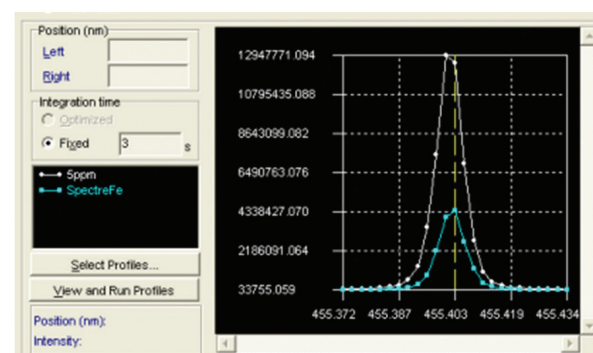 Position (nm)
Left
Right
Integration time
Optimized
Fixed 3 s
5ppm
SpectreFe
Select Profiles...
View and Run Profiles
Position (nm):
Intensity:
12947771.094
10795435.088
8643099.082
6490763.076
4338427.070
2186091.064
33755.059
455.372 455.387 455.403 455.419 455.434